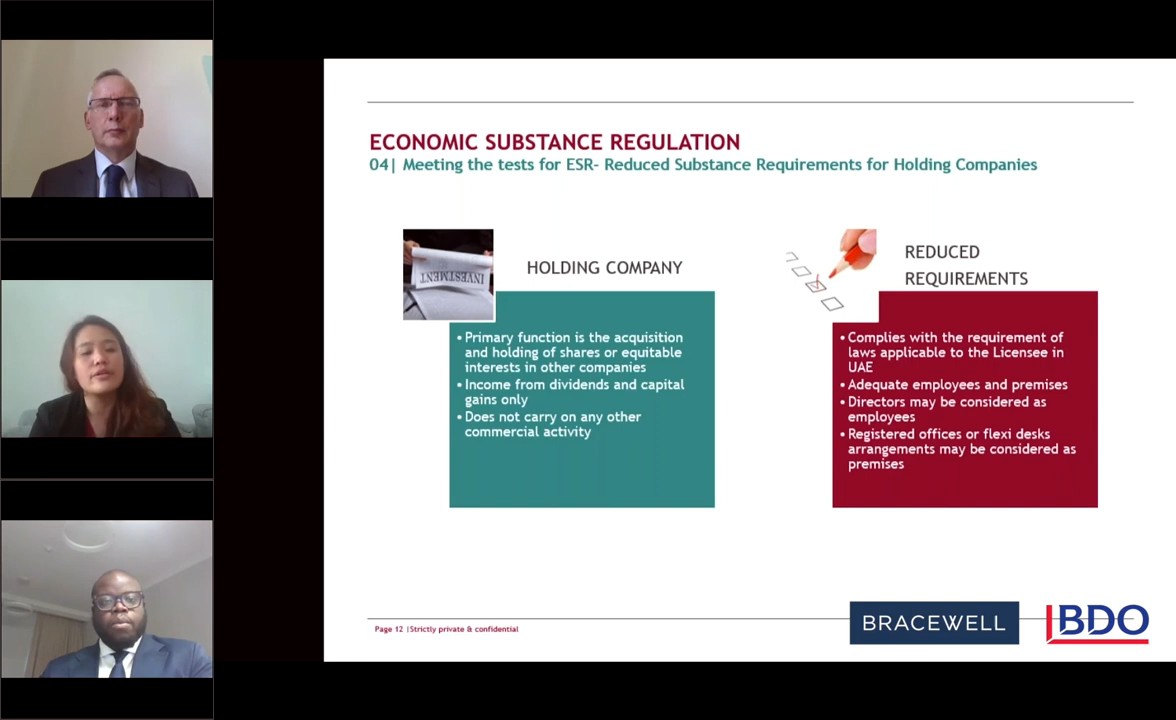 ECONOMIC SUBSTANCE REGULATION
04| Meeting the tests for ESR- Reduced Substance Requirements for Holding Companies
INVESTMENT
HOLDING COMPANY
• Primary function is the acquisition
and holding of shares or equitable
interests in other companies
• Income from dividends and capital
gains only
• Does not carry on any other
commercial activity
REDUCED
REQUIREMENTS
• Complies with the requirement of
laws applicable to the Licensee in
UAE
• Adequate employees and premises
• Directors may be considered as
employees
• Registered offices or flexi desks
arrangements may be considered as
premises
Page 12 |Strictly private & confidential
BRACEWELL
BDO